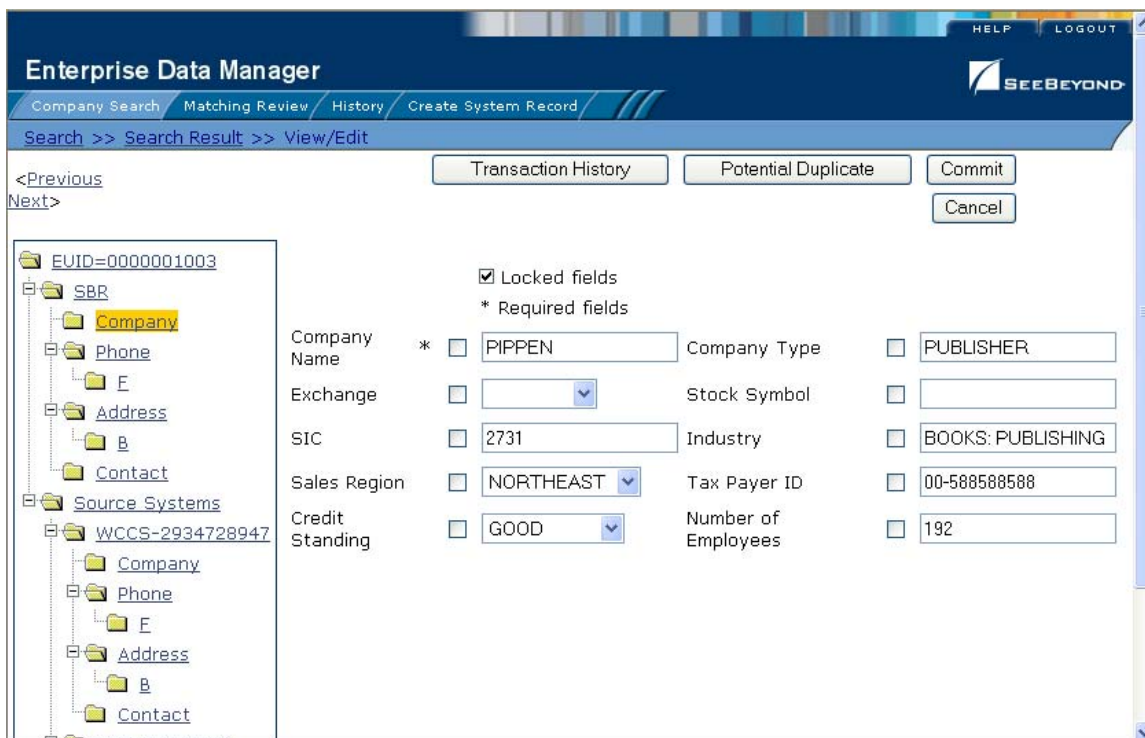 HELP LOGOUT
Enterprise Data Manager
SEEBEYOND
Company Search Matching Review History Create System Record
Search >> Search Result >> View/Edit
<Previous
Next>
Transaction History Potential Duplicate Commit
Cancel
EUID=0000001003
SBR
Company
Phone
F
Address
B
Contact
Source Systems
WCCS-2934728947
Company
Phone
F
Address
B
Contact
Locked fields
* Required fields
Company Name * PIPPEN Company Type PUBLISHER
Exchange Stock Symbol
SIC 2731 Industry BOOKS: PUBLISHING
Sales Region NORTHEAST Tax Payer ID 00-588588588
Credit Standing GOOD Number of Employees 192